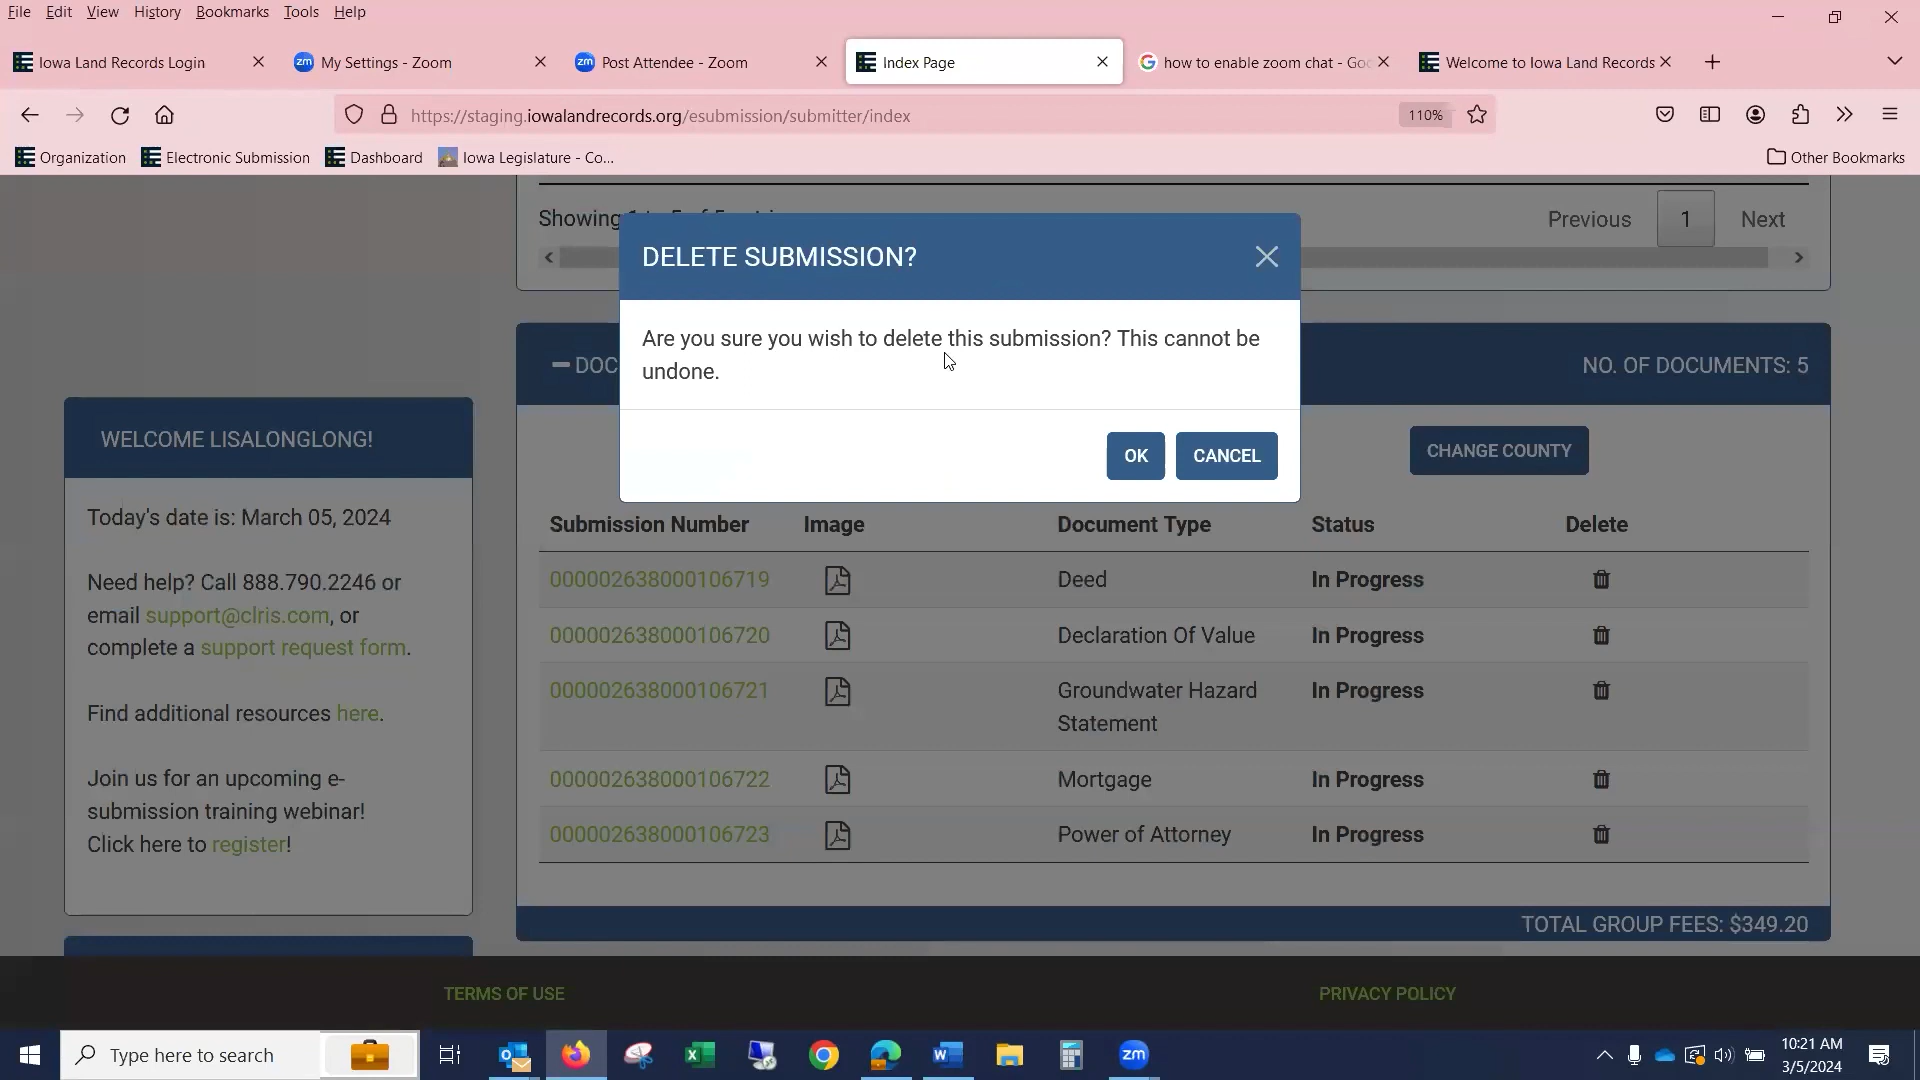 File Edit View History Bookmarks Tools Help
Iowa Land Records Login
My Settings - Zoom
Post Attendee - Zoom
Index Page
how to enable zoom chat - Goo
Welcome to Iowa Land Records
https://staging.iowalandrecords.org/esubmission/submitter/index
110%
Organization
Electronic Submission
Dashboard
Iowa Legislature - Co...
Other Bookmarks
Showing
Previous 1 Next
DELETE SUBMISSION?
Are you sure you wish to delete this submission? This cannot be
undone.
OK CANCEL
DOC
NO. OF DOCUMENTS: 5
CHANGE COUNTY
WELCOME LISALONGLONG!
Today's date is: March 05, 2024
Need help? Call 888.790.2246 or
email support@clris.com, or
complete a support request form.
Find additional resources here.
Join us for an upcoming e-
submission training webinar!
Click here to register!
Submission Number Image Document Type Status Delete
000002638000106719 Deed In Progress
000002638000106720 Declaration Of Value In Progress
000002638000106721 Groundwater Hazard In Progress
Statement
000002638000106722 Mortgage In Progress
000002638000106723 Power of Attorney In Progress
TOTAL GROUP FEES: $349.20
TERMS OF USE PRIVACY POLICY
Type here to search
zm
10:21 AM
3/5/2024